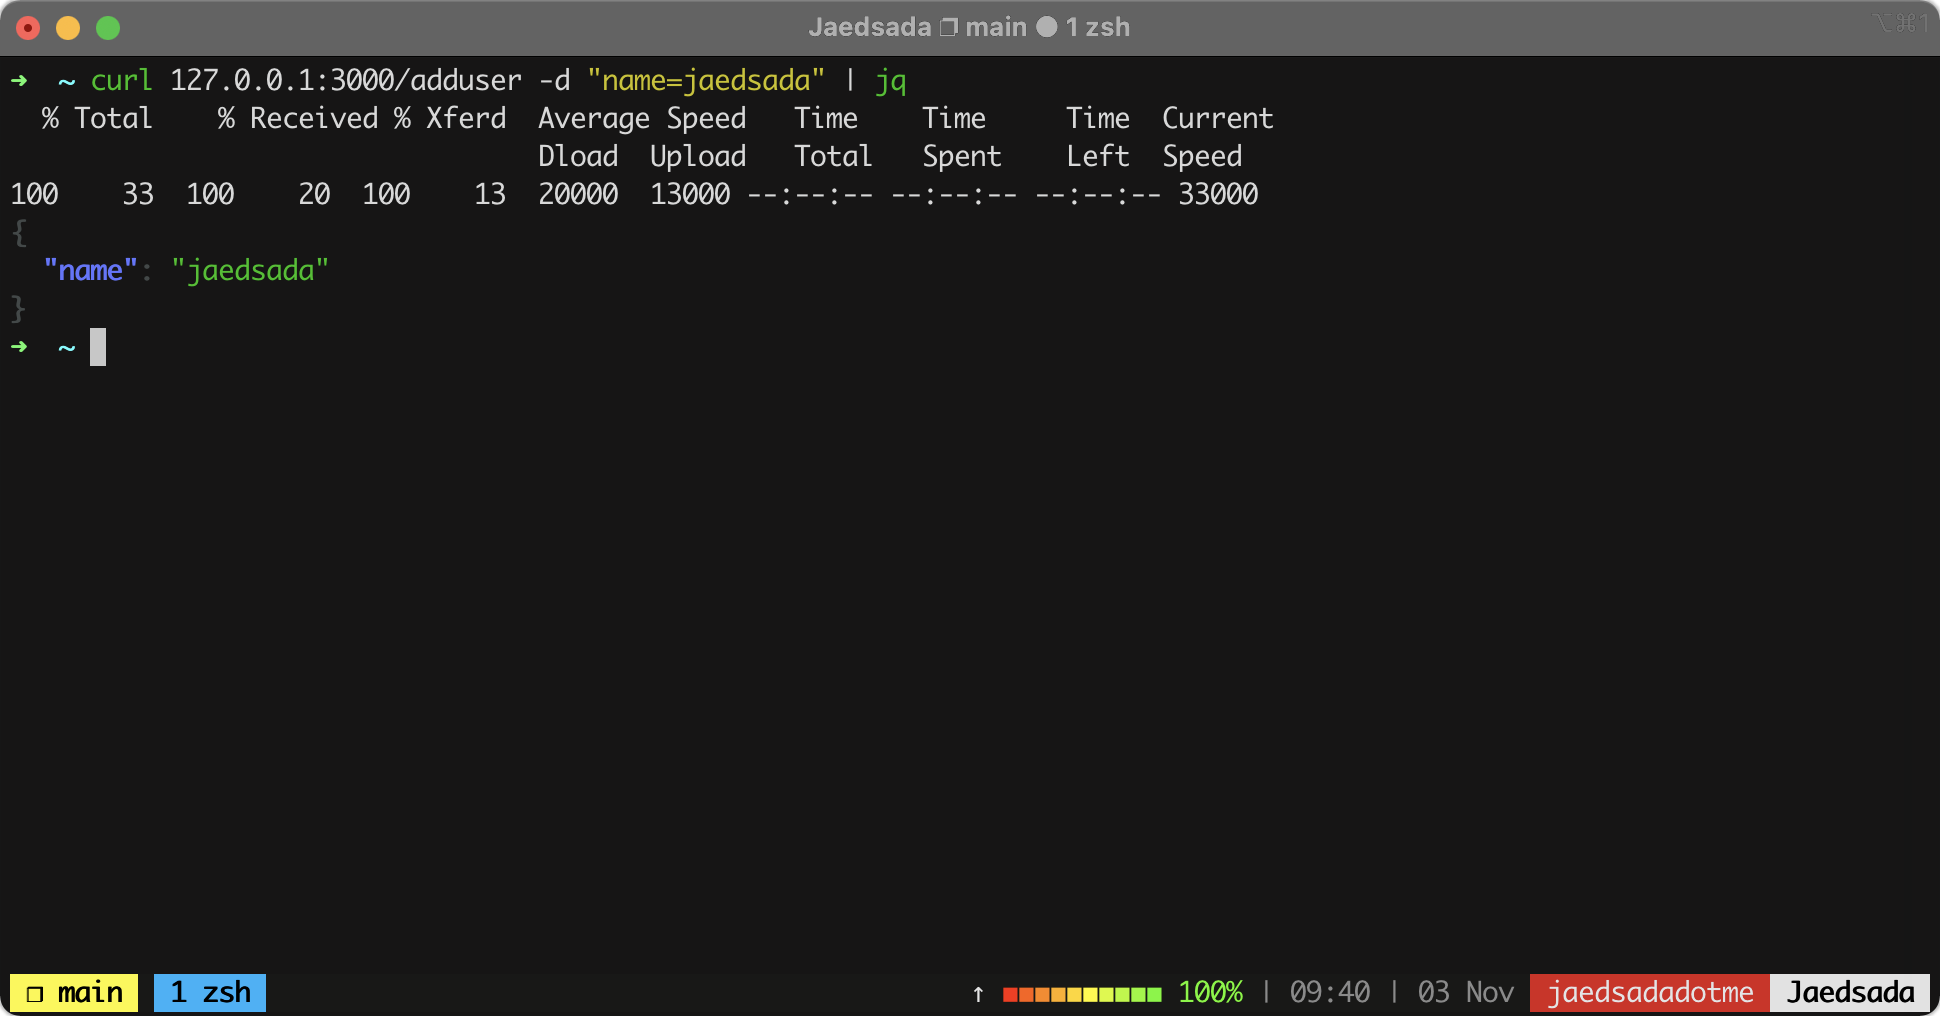 Jaedsada ❐ main ● 1 zsh
⌥⌘1
➜  ~ curl 127.0.0.1:3000/adduser -d "name=jaedsada" | jq
  % Total    % Received % Xferd  Average Speed   Time    Time     Time  Current
                                 Dload  Upload   Total   Spent    Left  Speed
100    33  100    20  100    13  20000  13000 --:--:-- --:--:-- --:--:-- 33000
{
  "name": "jaedsada"
}
➜  ~
❐ main  1 zsh  ↑ 100% | 09:40 | 03 Nov  jaedsadadotme  Jaedsada